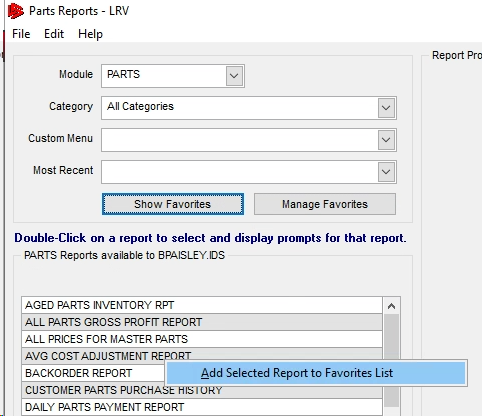 Parts Reports - LRV
File Edit Help
Report Pro
Module PARTS
Category All Categories
Custom Menu
Most Recent
Show Favorites Manage Favorites
Double-Click on a report to select and display prompts for that report.
PARTS Reports available to BPAISLEY.IDS
AGED PARTS INVENTORY RPT
ALL PARTS GROSS PROFIT REPORT
ALL PRICES FOR MASTER PARTS
AVG COST ADJUSTMENT REPORT
BACKORDER REPORT Add Selected Report to Favorites List
CUSTOMER PARTS PURCHASE HISTORY
DAILY PARTS PAYMENT REPORT